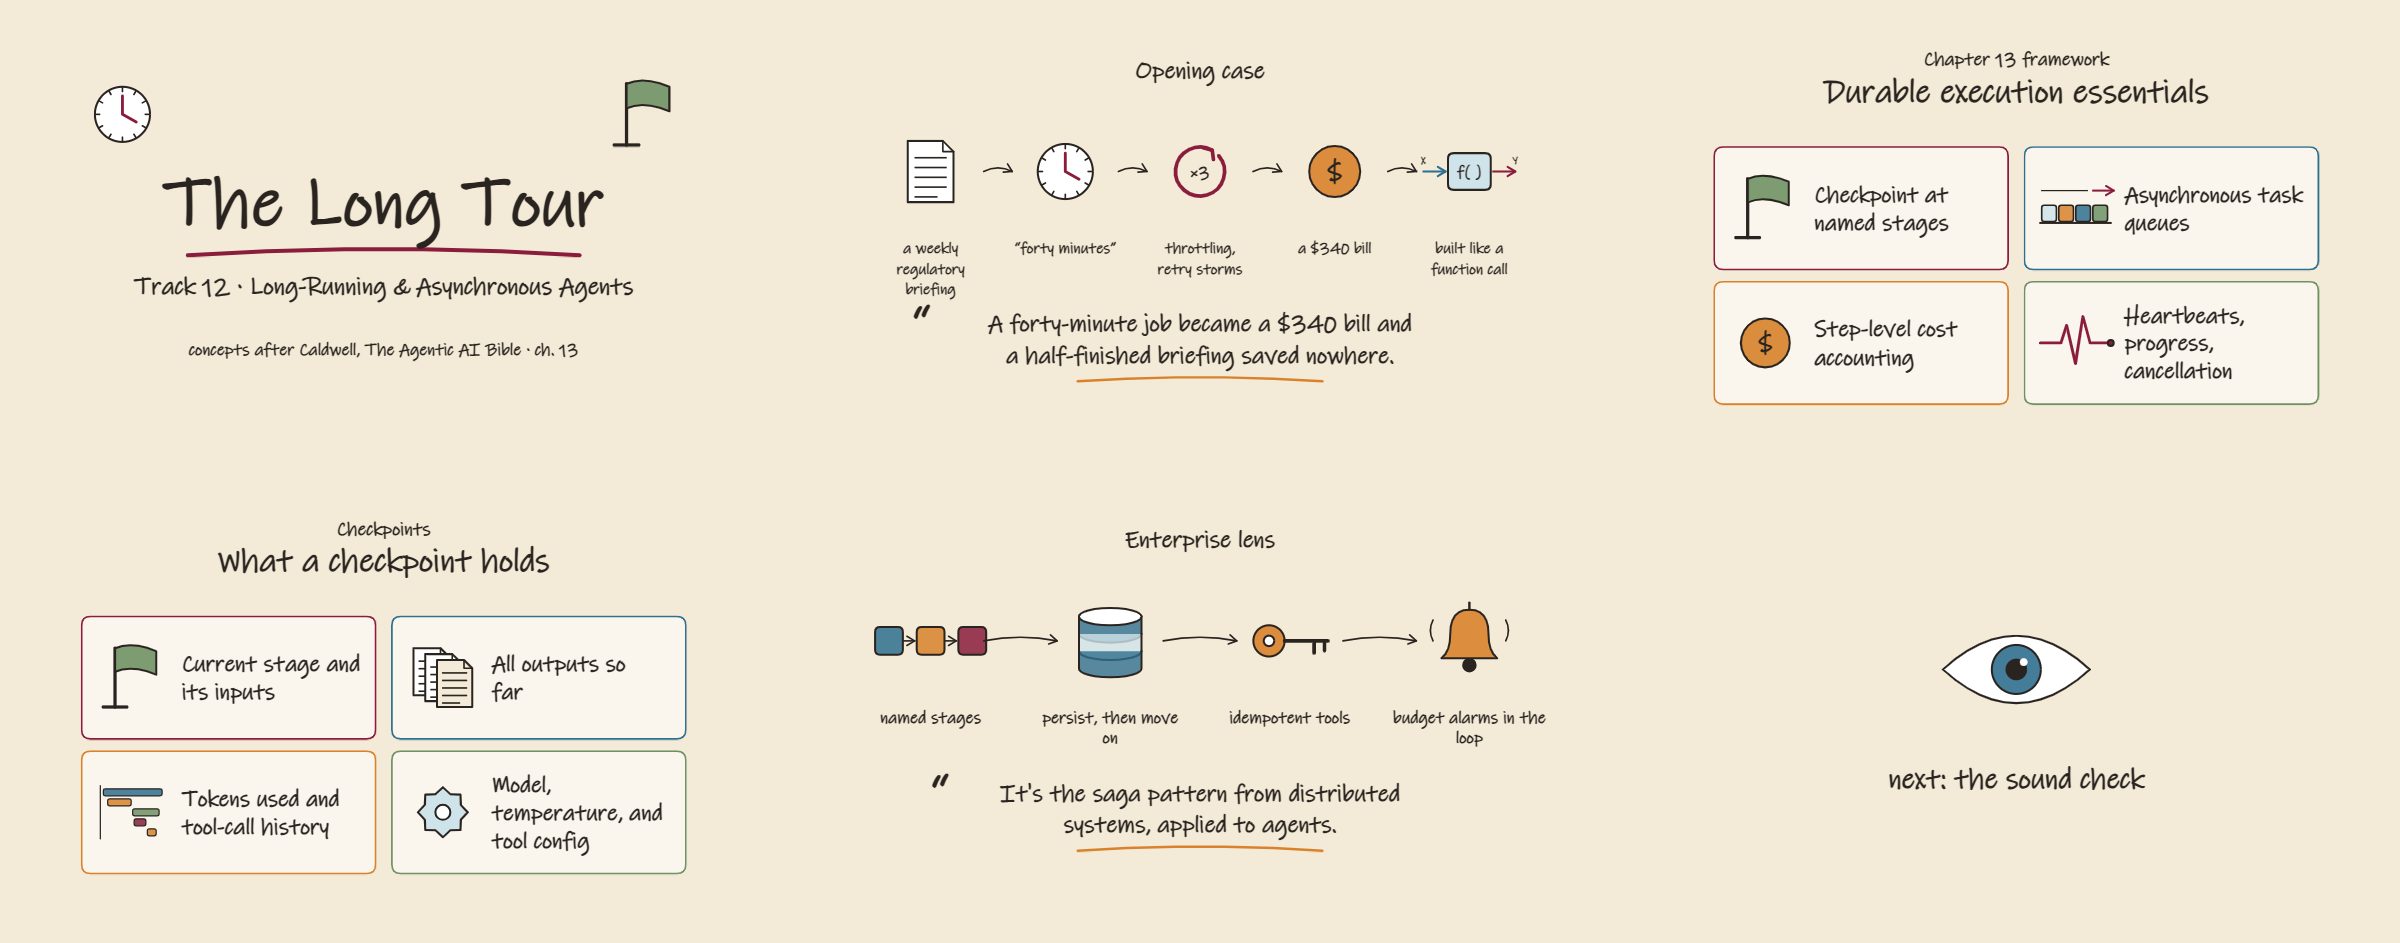 The Long Tour
Track 12 · Long-Running & Asynchronous Agents
concepts after Caldwell, The Agentic AI Bible · ch. 13
Opening case
×3
$
X
f( )
Y
a weekly
regulatory
briefing
“forty minutes”
throttling,
retry storms
a $340 bill
built like a
function call
“
A forty-minute job became a $340 bill and
a half-finished briefing saved nowhere.
Chapter 13 framework
Durable execution essentials
Checkpoint at
named stages
Asynchronous task
queues
$
Step-level cost
accounting
Heartbeats,
progress,
cancellation
Checkpoints
What a checkpoint holds
Current stage and
its inputs
All outputs so
far
Tokens used and
tool-call history
Model,
temperature, and
tool config
Enterprise lens
named stages
persist, then move
on
idempotent tools
budget alarms in the
loop
“
It's the saga pattern from distributed
systems, applied to agents.
next: the sound check